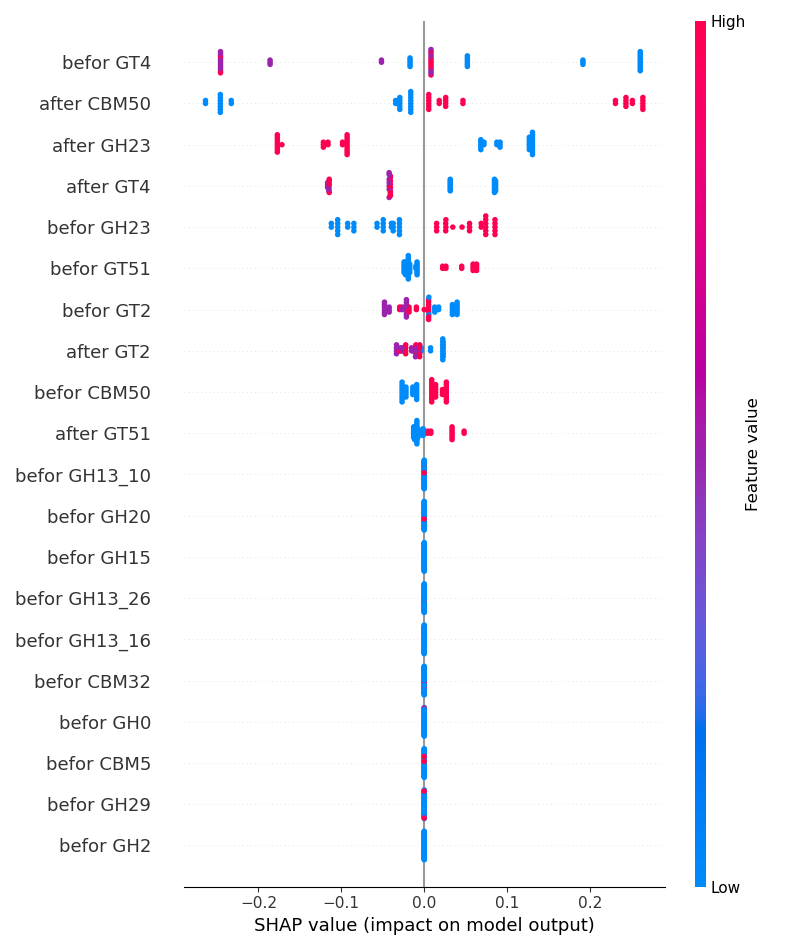 High
befor GT4
after CBM50
after GH23
after GT4
befor GH23
befor GT51
befor GT2
after GT2
befor CBM50
after GT51
befor GH13_10
befor GH20
befor GH15
befor GH13_26
befor GH13_16
befor CBM32
befor GH0
befor CBM5
befor GH29
befor GH2
Feature value
Low
−0.2 −0.1 0.0 0.1 0.2
SHAP value (impact on model output)